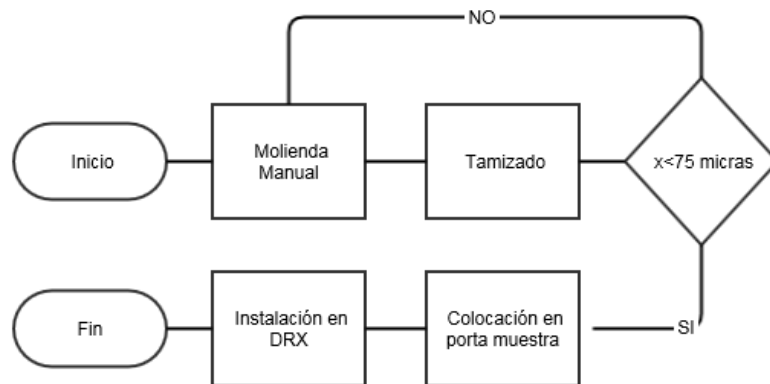 NO
Inicio
Molienda
Manual
Tamizado
x<75 micras
Fin
Instalación en
DRX
Colocación en
porta muestra
SI